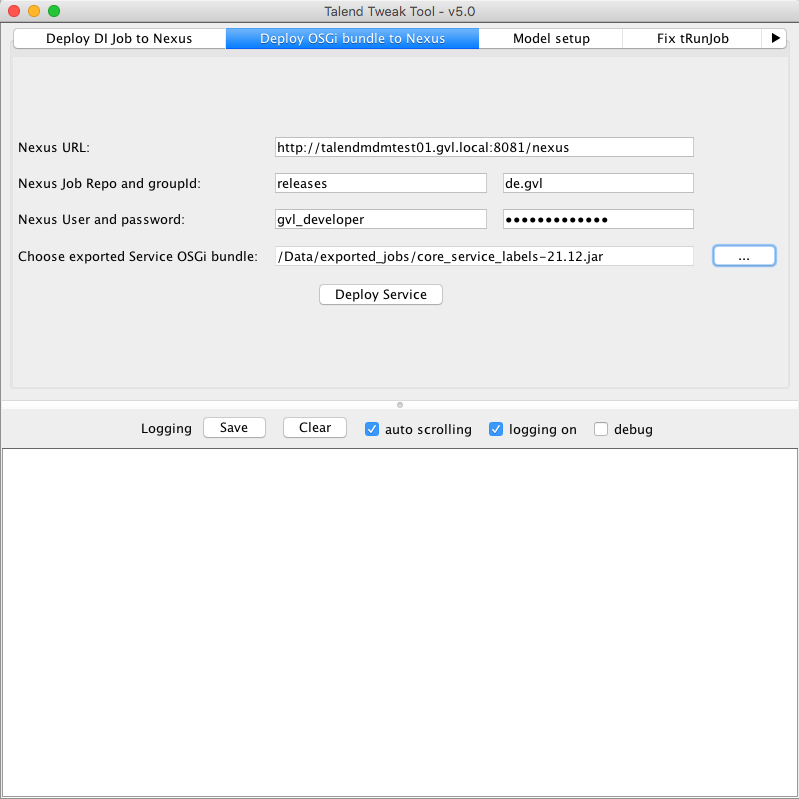 Talend Tweak Tool - v5.0
Deploy DI Job to Nexus Deploy OSGi bundle to Nexus Model setup Fix tRunJob
Nexus URL: http://talendmdmtest01.gvl.local:8081/nexus
Nexus Job Repo and groupId: releases de.gvl
Nexus User and password: gvl_developer •••••••••••••
Choose exported Service OSGi bundle: /Data/exported_jobs/core_service_labels-21.12.jar ...
Deploy Service
Logging Save Clear auto scrolling logging on debug